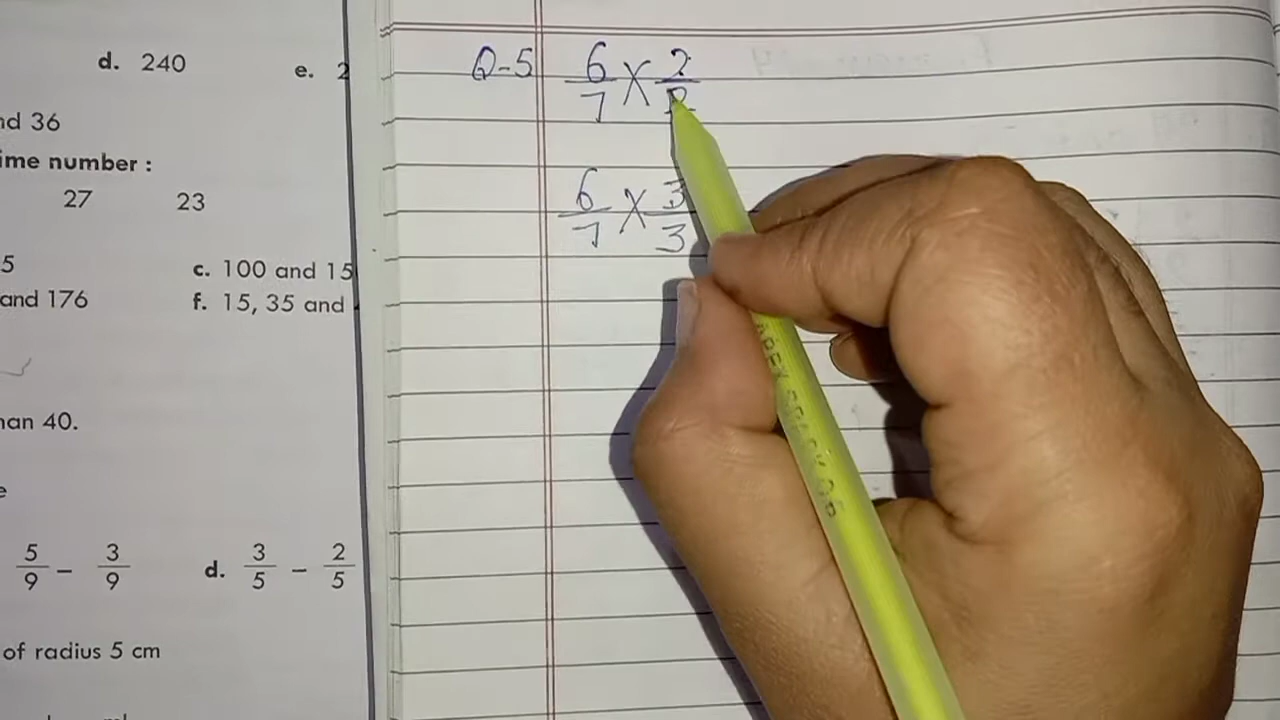 d. 240 e. 2
nd 36
ime number :
27 23
5 c. 100 and 15
and 176 f. 15, 35 and
han 40.
e
5/9 - 3/9 d. 3/5 - 2/5
of radius 5 cm
Q-5 6/7 X 2/2
6/7 X 3/3